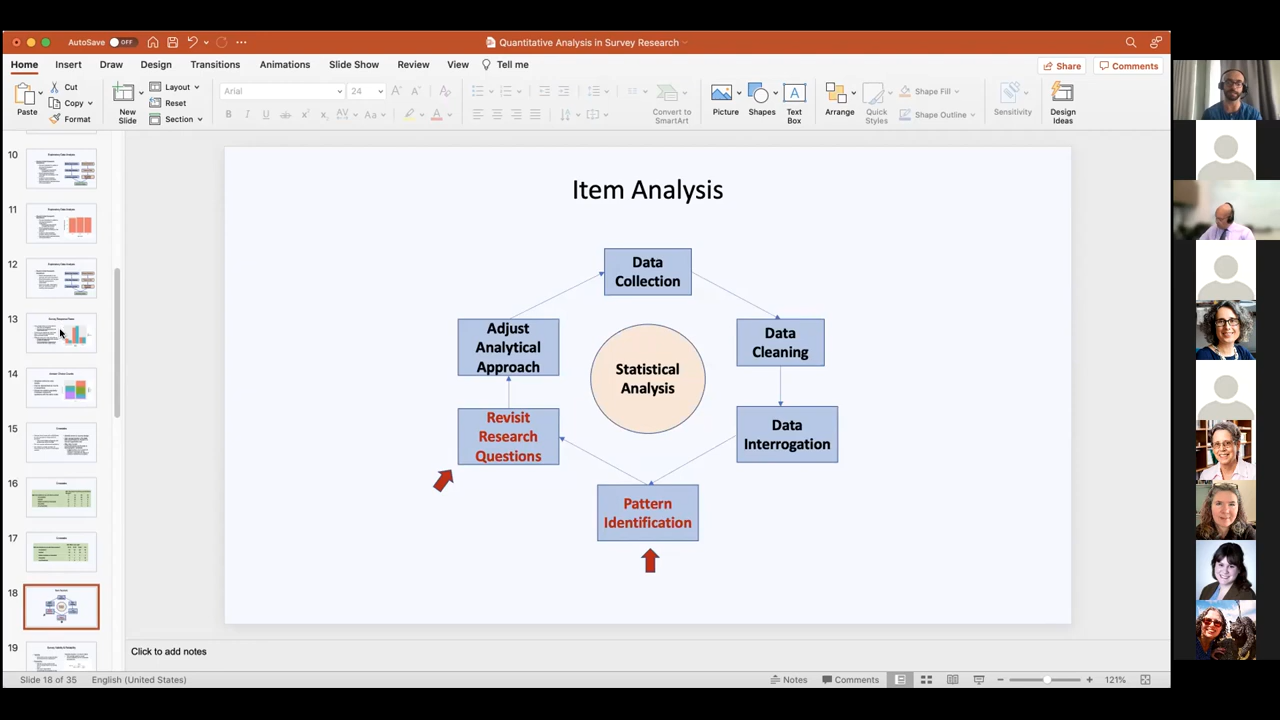 AutoSave OFF
Quantitative Analysis in Survey Research
Home Insert Draw Design Transitions Animations Slide Show Review View Tell me
Share Comments
Paste
Cut
Copy
Format
New Slide
Layout
Reset
Section
Arial 24
Convert to SmartArt
Picture
Shapes
Text Box
Arrange
Quick Styles
Shape Fill
Shape Outline
Sensitivity
Design Ideas
10
11
12
13
14
15
16
17
18
19
Item Analysis
Data
Collection
Data
Cleaning
Data
Interrogation
Pattern
Identification
Revisit
Research
Questions
Adjust
Analytical
Approach
Statistical
Analysis
Click to add notes
Slide 18 of 35 English (United States)
Notes Comments 121%